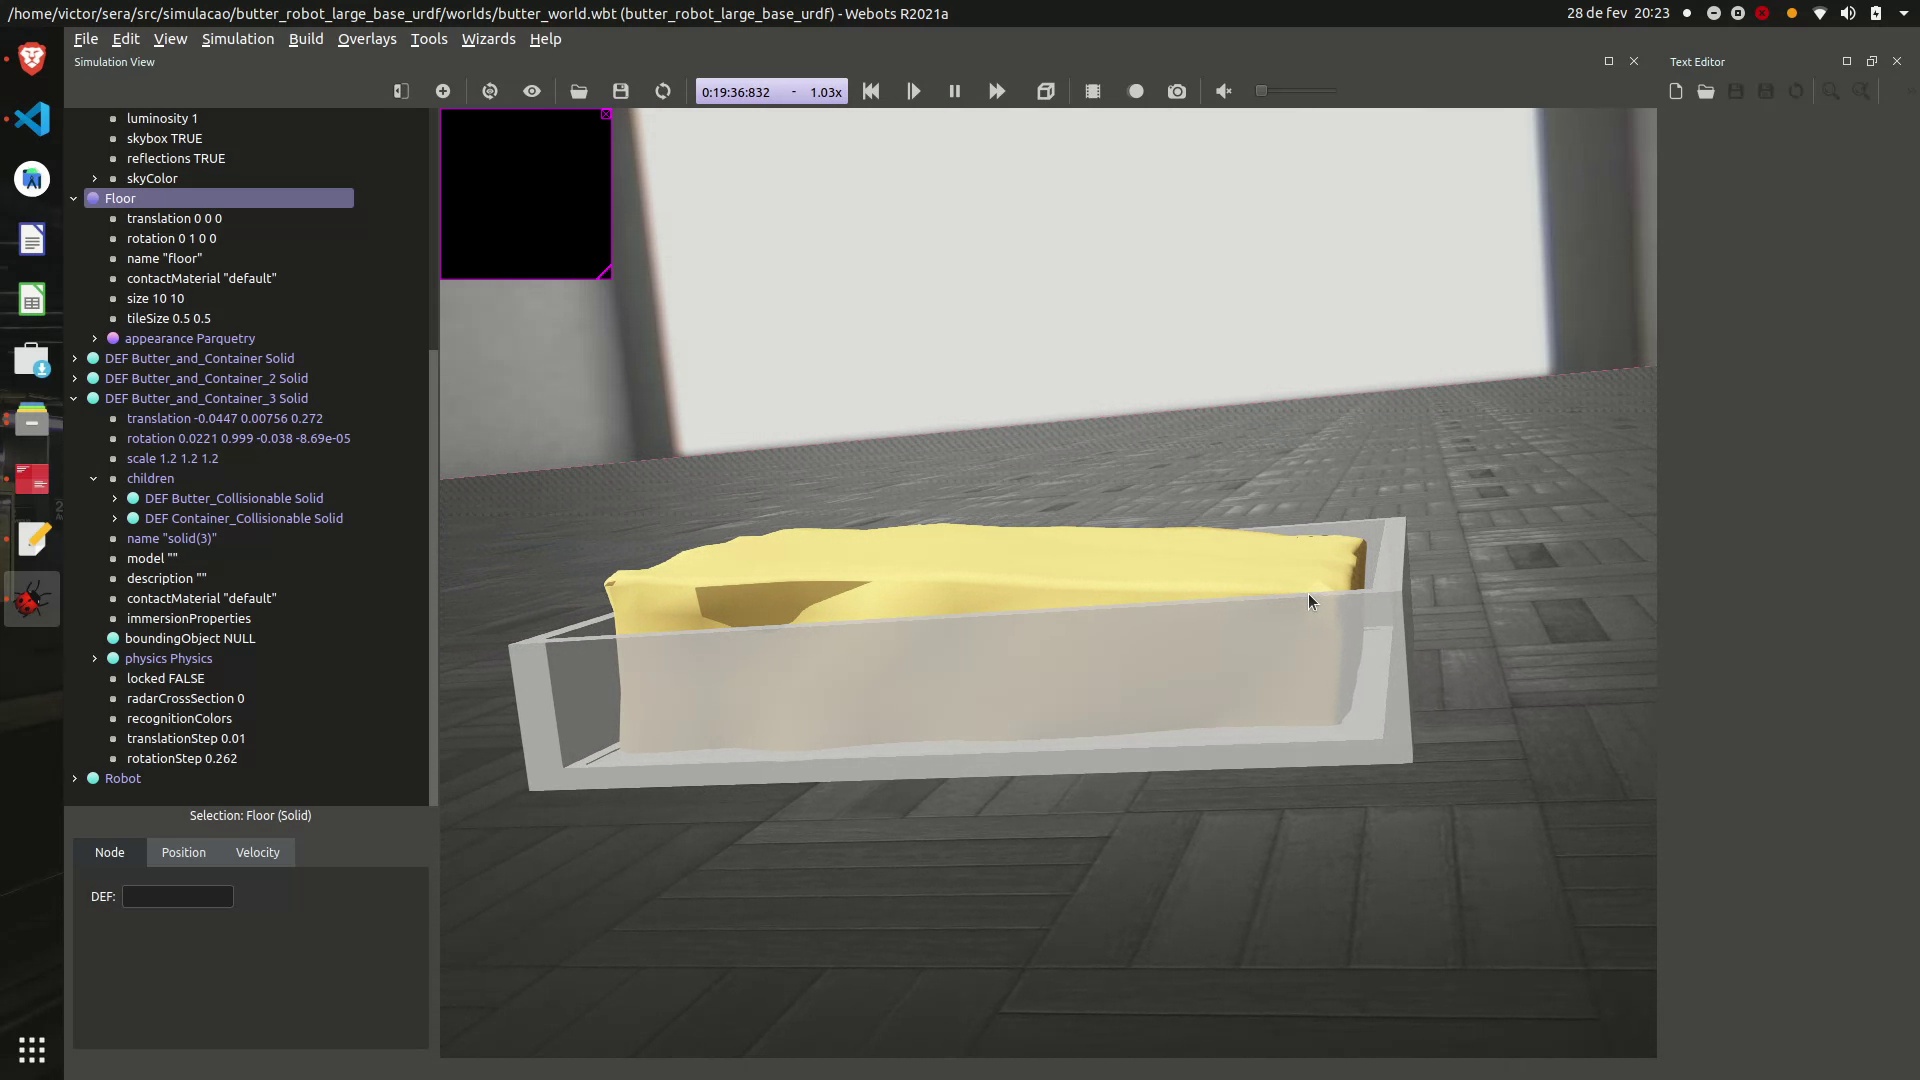 /home/victor/sera/src/simulacao/butter_robot_large_base_urdf/worlds/butter_world.wbt (butter_robot_large_base_urdf) - Webots R2021a
28 de fev 20:23
File Edit View Simulation Build Overlays Tools Wizards Help
Simulation View
Text Editor
0:19:36:832 - 1.03x
luminosity 1
skybox TRUE
reflections TRUE
skyColor
Floor
translation 0 0 0
rotation 0 1 0 0
name "floor"
contactMaterial "default"
size 10 10
tileSize 0.5 0.5
appearance Parquetry
DEF Butter_and_Container Solid
DEF Butter_and_Container_2 Solid
DEF Butter_and_Container_3 Solid
translation -0.0447 0.00756 0.272
rotation 0.0221 0.999 -0.038 -8.69e-05
scale 1.2 1.2 1.2
children
DEF Butter_Collisionable Solid
DEF Container_Collisionable Solid
name "solid(3)"
model ""
description ""
contactMaterial "default"
immersionProperties
boundingObject NULL
physics Physics
locked FALSE
radarCrossSection 0
recognitionColors
translationStep 0.01
rotationStep 0.262
Robot
Selection: Floor (Solid)
Node Position Velocity
DEF: